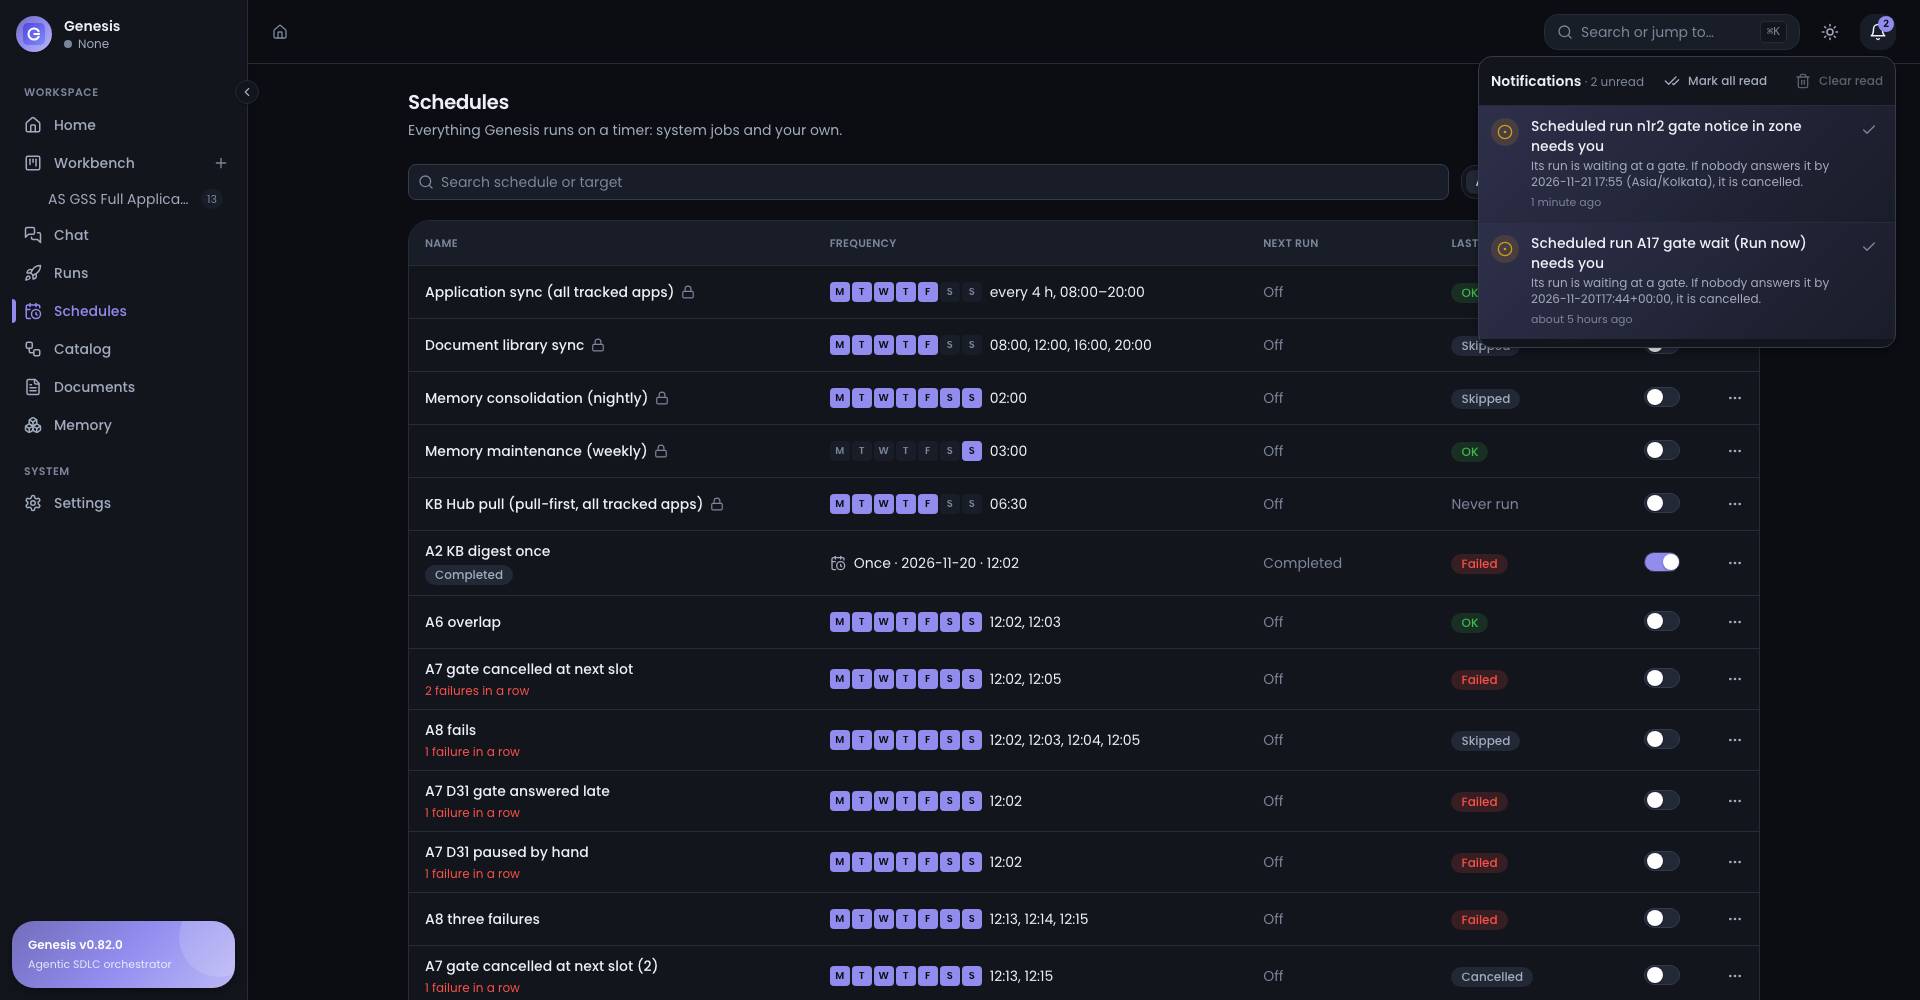 Genesis
None
WORKSPACE
Home
Workbench
AS GSS Full Applica... 13
Chat
Runs
Schedules
Catalog
Documents
Memory
SYSTEM
Settings
Genesis v0.82.0
Agentic SDLC orchestrator
Search or jump to... ⌘K
2
Schedules
Everything Genesis runs on a timer: system jobs and your own.
Search schedule or target
Notifications · 2 unread Mark all read Clear read
Scheduled run n1r2 gate notice in zone
needs you
Its run is waiting at a gate. If nobody answers it by
2026-11-21 17:55 (Asia/Kolkata), it is cancelled.
1 minute ago
Scheduled run A17 gate wait (Run now)
needs you
Its run is waiting at a gate. If nobody answers it by
2026-11-20T17:44+00:00, it is cancelled.
about 5 hours ago
NAME FREQUENCY NEXT RUN LAST
Application sync (all tracked apps) M T W T F S S every 4 h, 08:00–20:00 Off OK
Document library sync M T W T F S S 08:00, 12:00, 16:00, 20:00 Off Skipped
Memory consolidation (nightly) M T W T F S S 02:00 Off Skipped
Memory maintenance (weekly) M T W T F S S 03:00 Off OK
KB Hub pull (pull-first, all tracked apps) M T W T F S S 06:30 Off Never run
A2 KB digest once
Completed
Once · 2026-11-20 · 12:02 Completed Failed
A6 overlap M T W T F S S 12:02, 12:03 Off OK
A7 gate cancelled at next slot
2 failures in a row
M T W T F S S 12:02, 12:05 Off Failed
A8 fails
1 failure in a row
M T W T F S S 12:02, 12:03, 12:04, 12:05 Off Skipped
A7 D31 gate answered late
1 failure in a row
M T W T F S S 12:02 Off Failed
A7 D31 paused by hand
1 failure in a row
M T W T F S S 12:02 Off Failed
A8 three failures M T W T F S S 12:13, 12:14, 12:15 Off Failed
A7 gate cancelled at next slot (2)
1 failure in a row
M T W T F S S 12:13, 12:15 Off Cancelled